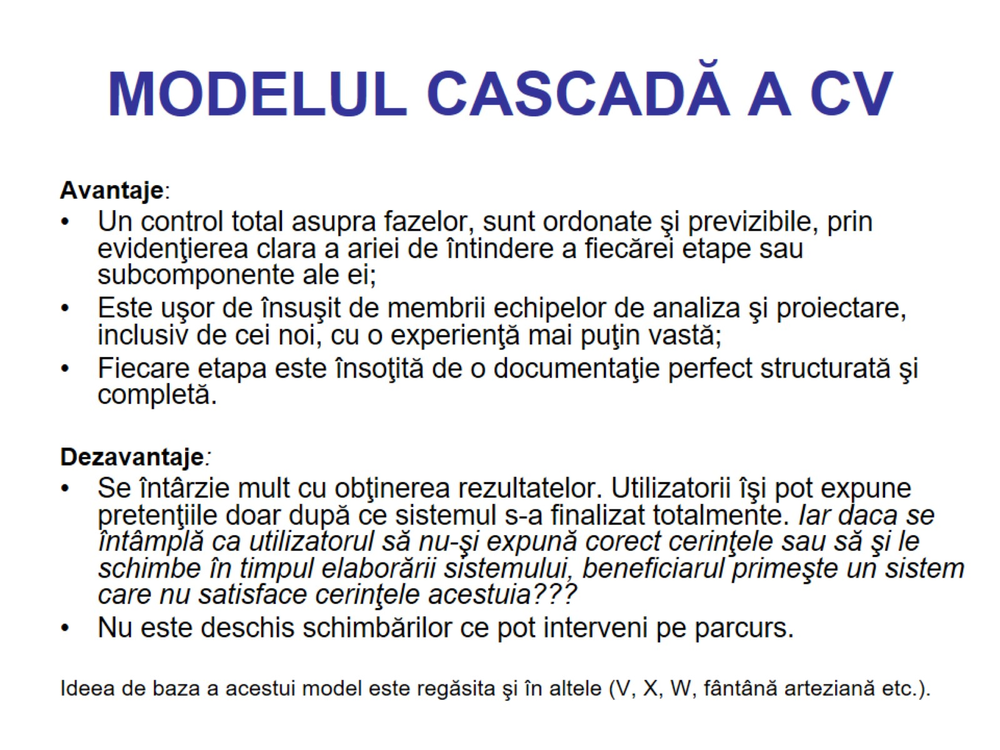 MODELUL CASCADĂ A CV
Avantaje:
• Un control total asupra fazelor, sunt ordonate şi previzibile, prin
evidenţierea clara a ariei de întindere a fiecărei etape sau
subcomponente ale ei;
• Este uşor de însuşit de membrii echipelor de analiza şi proiectare,
inclusiv de cei noi, cu o experienţă mai puţin vastă;
• Fiecare etapa este însoţită de o documentaţie perfect structurată şi
completă.
Dezavantaje:
• Se întârzie mult cu obţinerea rezultatelor. Utilizatorii îşi pot expune
pretenţiile doar după ce sistemul s-a finalizat totalmente. Iar daca se
întâmplă ca utilizatorul să nu-şi expună corect cerinţele sau să şi le
schimbe în timpul elaborării sistemului, beneficiarul primeşte un sistem
care nu satisface cerinţele acestuia???
• Nu este deschis schimbărilor ce pot interveni pe parcurs.
Ideea de baza a acestui model este regăsita şi în altele (V, X, W, fântână arteziană etc.).